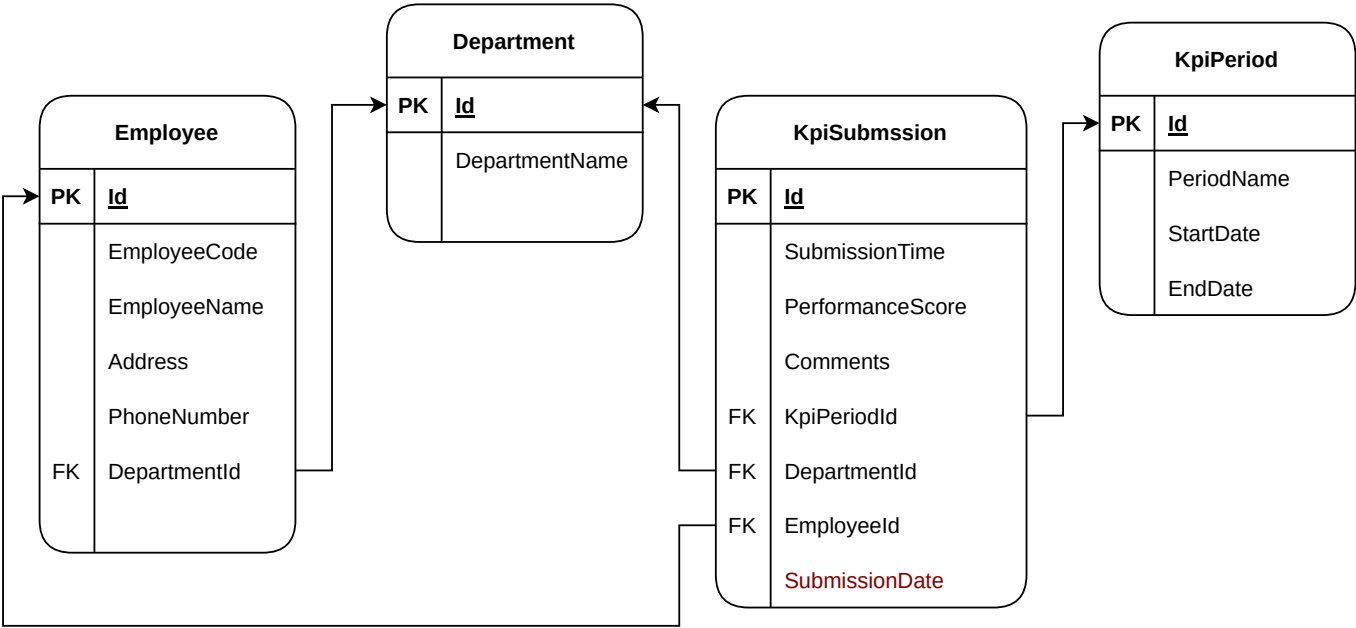 Department
PK Id
DepartmentName
KpiPeriod
PK Id
PeriodName
StartDate
EndDate
Employee
PK Id
EmployeeCode
EmployeeName
Address
PhoneNumber
FK DepartmentId
KpiSubmssion
PK Id
SubmissionTime
PerformanceScore
Comments
FK KpiPeriodId
FK DepartmentId
FK EmployeeId
SubmissionDate